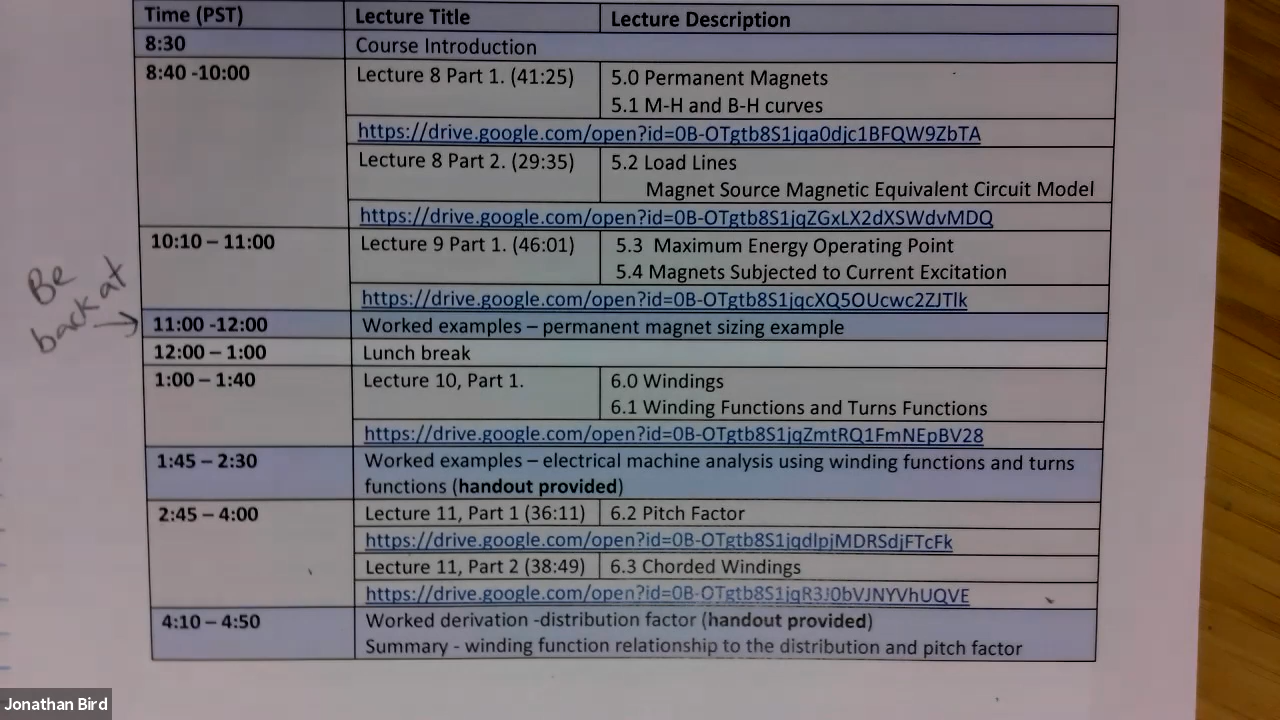 Time (PST) Lecture Title Lecture Description
8:30 Course Introduction
8:40 -10:00 Lecture 8 Part 1. (41:25) 5.0 Permanent Magnets
5.1 M-H and B-H curves
https://drive.google.com/open?id=0B-OTgtb8S1jqa0djc1BFQW9ZbTA
Lecture 8 Part 2. (29:35) 5.2 Load Lines
Magnet Source Magnetic Equivalent Circuit Model
https://drive.google.com/open?id=0B-OTgtb8S1jqZGxLX2dXSWdvMDQ
10:10 – 11:00 Lecture 9 Part 1. (46:01) 5.3 Maximum Energy Operating Point
5.4 Magnets Subjected to Current Excitation
https://drive.google.com/open?id=0B-OTgtb8S1jqcXQ5OUcwc2ZJTlk
Be
back at →
11:00 -12:00 Worked examples – permanent magnet sizing example
12:00 – 1:00 Lunch break
1:00 – 1:40 Lecture 10, Part 1. 6.0 Windings
6.1 Winding Functions and Turns Functions
https://drive.google.com/open?id=0B-OTgtb8S1jqZmtRQ1FmNEpBV28
1:45 – 2:30 Worked examples – electrical machine analysis using winding functions and turns
functions (handout provided)
2:45 – 4:00 Lecture 11, Part 1 (36:11) 6.2 Pitch Factor
https://drive.google.com/open?id=0B-OTgtb8S1jqdlpjMDRSdjFTcFk
Lecture 11, Part 2 (38:49) 6.3 Chorded Windings
https://drive.google.com/open?id=0B-OTgtb8S1jqR3J0bVJNYVhUQVE
4:10 – 4:50 Worked derivation -distribution factor (handout provided)
Summary - winding function relationship to the distribution and pitch factor
Jonathan Bird